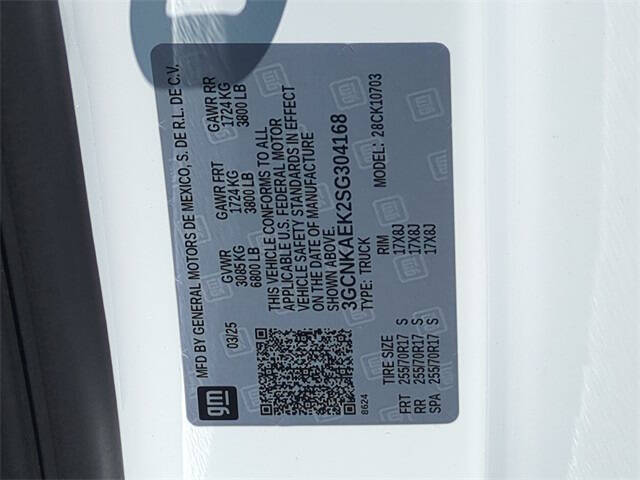 gm
MFD BY GENERAL MOTORS DE MEXICO, S. DE R.L. DE C.V.
03/25
GVWR GAWR FRT GAWR RR
3085 KG 1724 KG 1724 KG
6800 LB 3800 LB 3800 LB
THIS VEHICLE CONFORMS TO ALL
APPLICABLE U.S. FEDERAL MOTOR
VEHICLE SAFETY STANDARDS IN EFFECT
ON THE DATE OF MANUFACTURE
SHOWN ABOVE.
3GCNKAEK2SG304168
8624 TYPE: TRUCK MODEL: 28CK10703
TIRE SIZE RIM
FRT 255/70R17 S 17X8J
RR 255/70R17 S 17X8J
SPA 255/70R17 S 17X8J